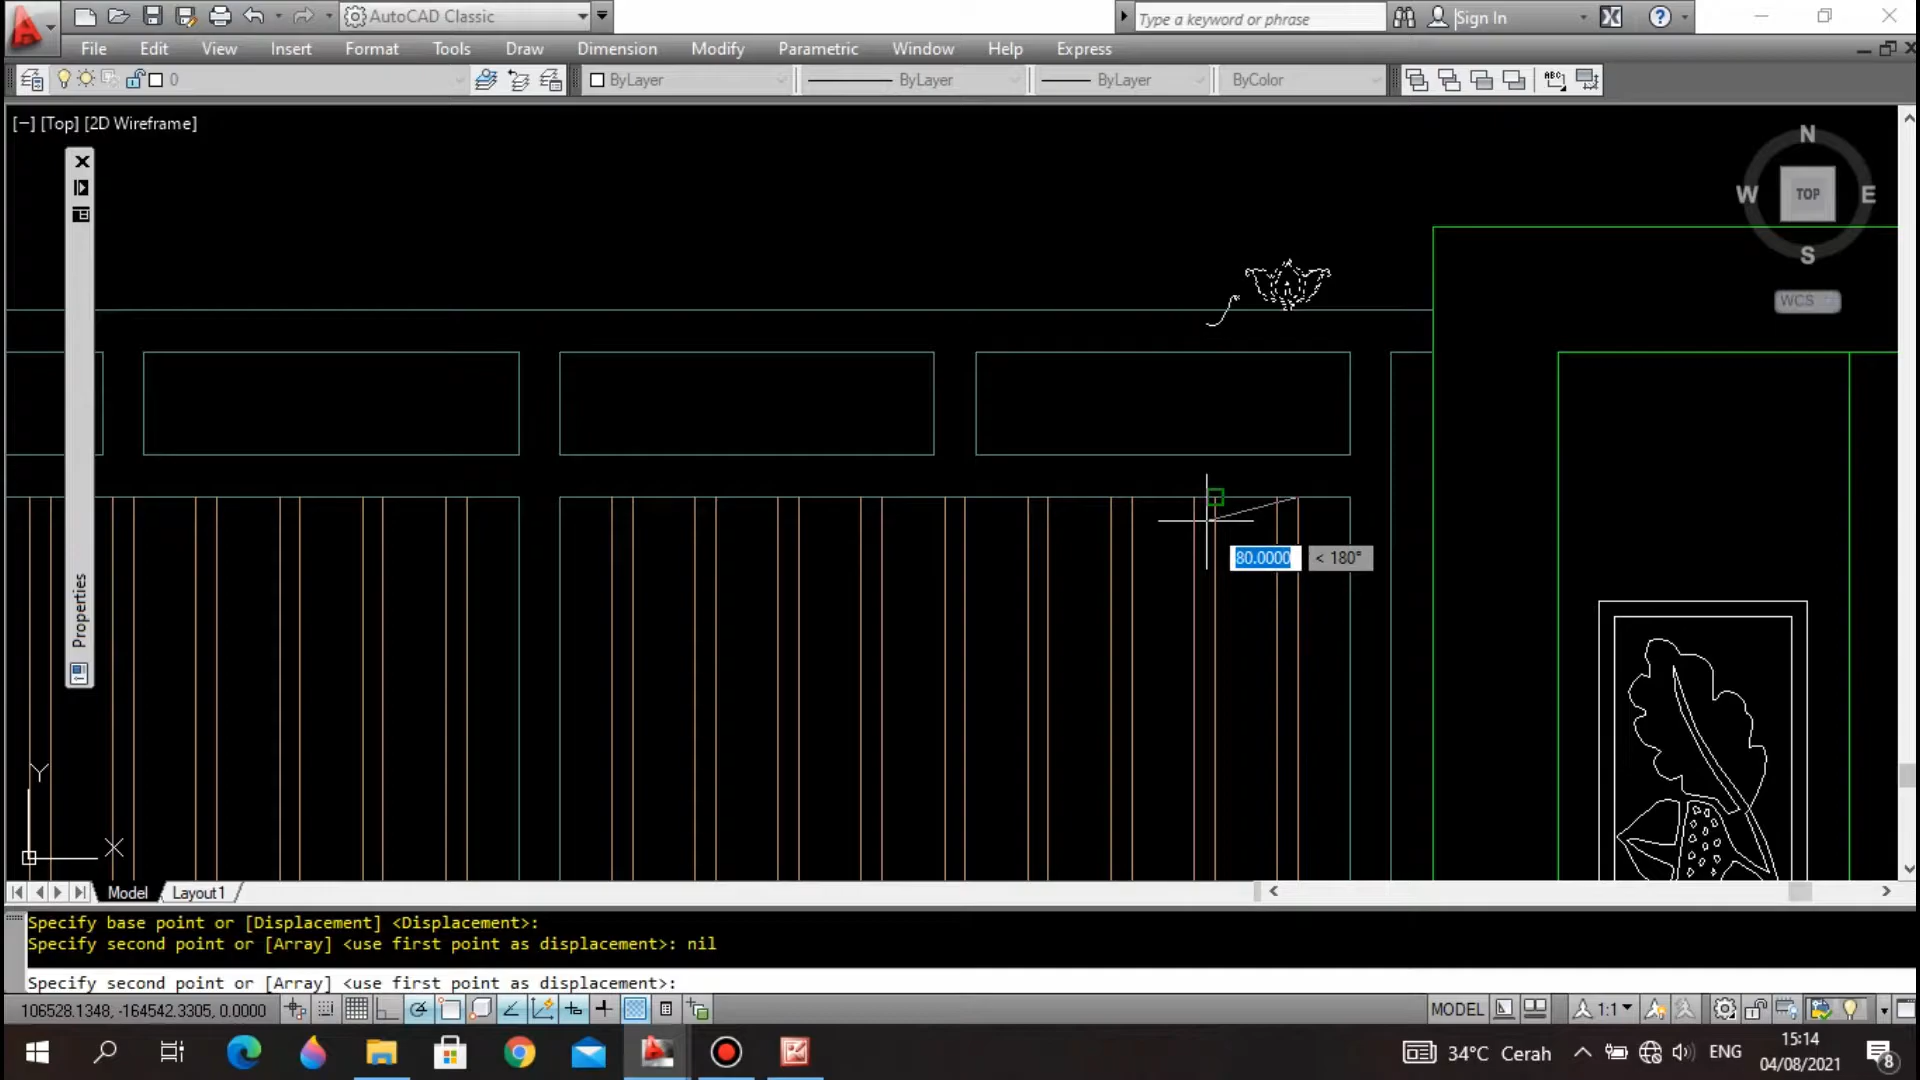 AutoCAD Classic
Type a keyword or phrase
Sign In
File Edit View Insert Format Tools Draw Dimension Modify Parametric Window Help Express
0
ByLayer
ByLayer
ByLayer
ByColor
[−] [Top] [2D Wireframe]
N
W TOP E
S
WCS
Properties
80.0000 < 180°
Y
X
Model Layout1
Specify base point or [Displacement] <Displacement>:
Specify second point or [Array] <use first point as displacement>: nil
Specify second point or [Array] <use first point as displacement>:
106528.1348, -164542.3305, 0.0000
MODEL
1:1
34°C Cerah
ENG
15:14
04/08/2021
8